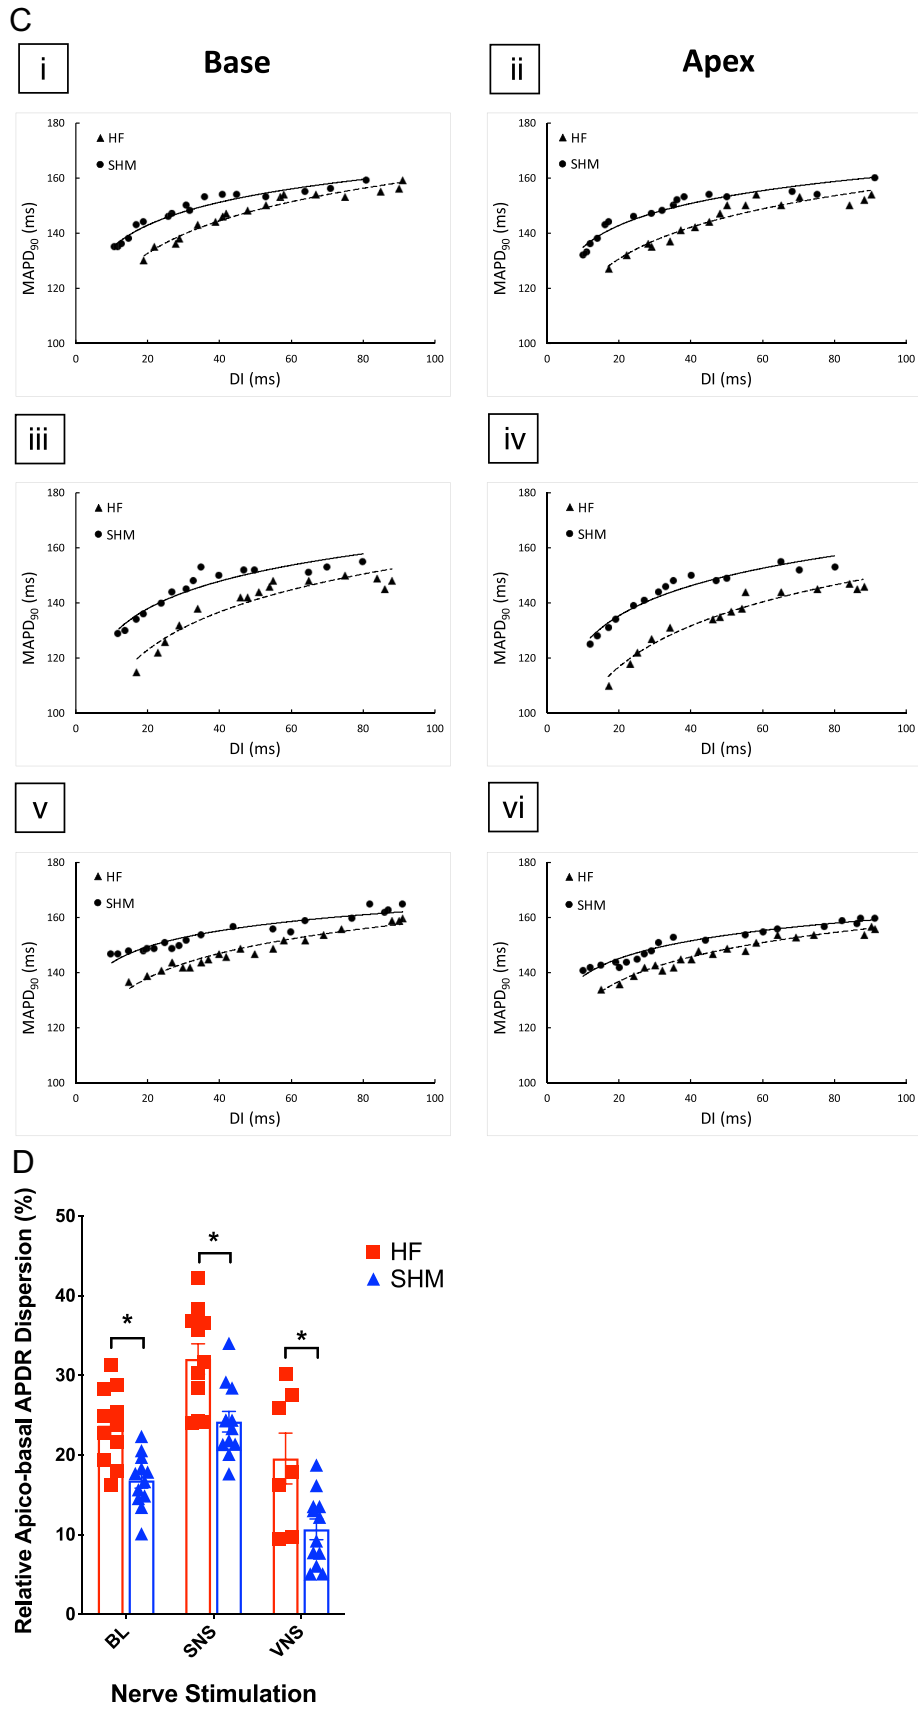 C
i
Base
ii
Apex
180
160
140
120
100
MAPD90 (ms)
HF
SHM
0 20 40 60 80 100
DI (ms)
180
160
140
120
100
MAPD90 (ms)
HF
SHM
0 20 40 60 80 100
DI (ms)
iii
iv
180
160
140
120
100
MAPD90 (ms)
HF
SHM
0 20 40 60 80 100
DI (ms)
180
160
140
120
100
MAPD90 (ms)
HF
SHM
0 20 40 60 80 100
DI (ms)
v
vi
180
160
140
120
100
MAPD90 (ms)
HF
SHM
0 20 40 60 80 100
DI (ms)
180
160
140
120
100
MAPD90 (ms)
HF
SHM
0 20 40 60 80 100
DI (ms)
D
Relative Apico-basal APDR Dispersion (%)
50
40
30
20
10
0
*
*
*
HF
SHM
BL
SNS
VNS
Nerve Stimulation